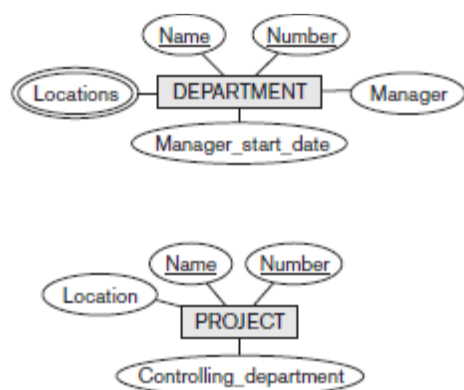 Name
Number
Locations
DEPARTMENT
Manager
Manager_start_date
Name
Number
Location
PROJECT
Controlling_department